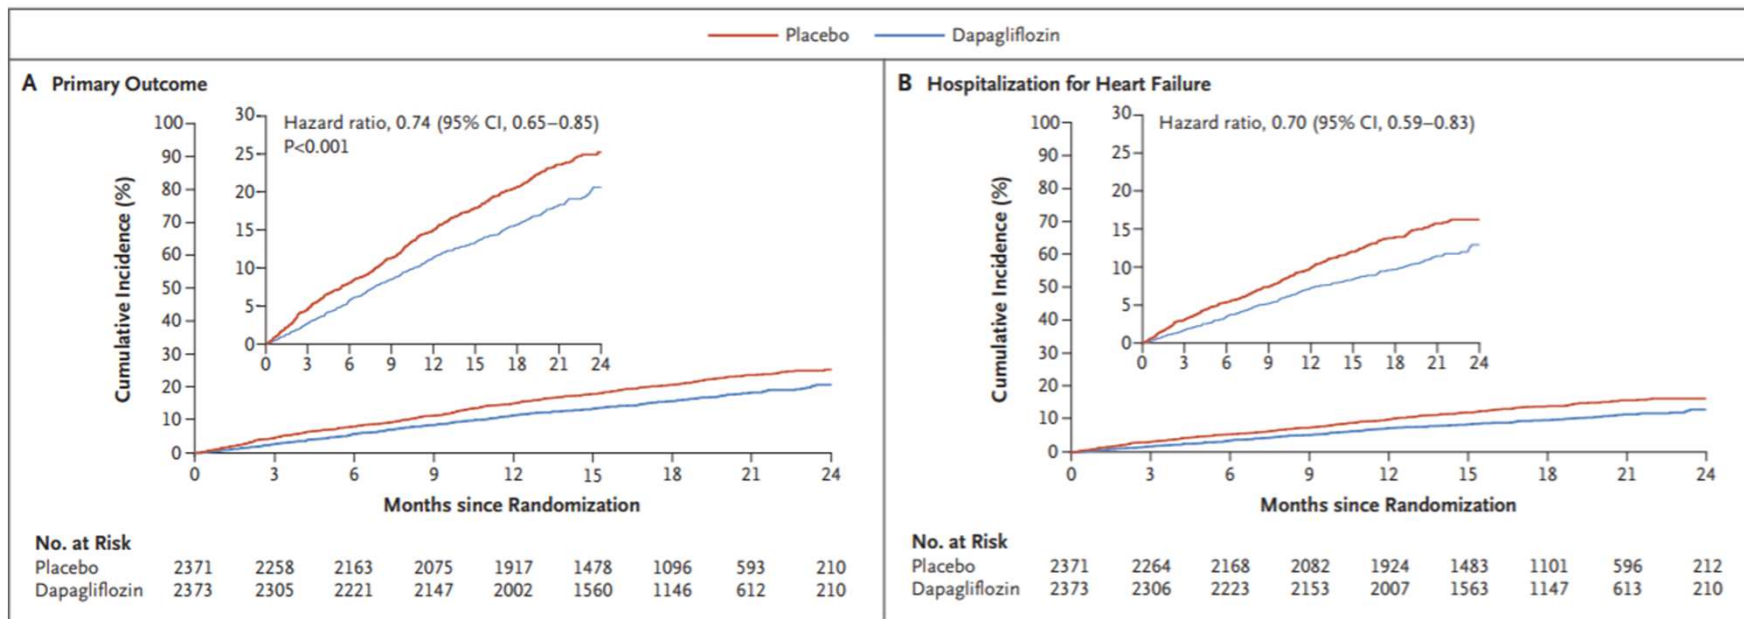 Placebo Dapagliflozin
A Primary Outcome
Cumulative Incidence (%)
100
90
80
70
60
50
40
30
20
10
0
0 3 6 9 12 15 18 21 24
Months since Randomization
30
25
20
15
10
5
0
0 3 6 9 12 15 18 21 24
Hazard ratio, 0.74 (95% CI, 0.65–0.85)
P<0.001
No. at Risk
Placebo 2371 2258 2163 2075 1917 1478 1096 593 210
Dapagliflozin 2373 2305 2221 2147 2002 1560 1146 612 210
B Hospitalization for Heart Failure
Cumulative Incidence (%)
100
90
80
70
60
50
40
30
20
10
0
0 3 6 9 12 15 18 21 24
Months since Randomization
30
25
20
15
10
5
0
0 3 6 9 12 15 18 21 24
Hazard ratio, 0.70 (95% CI, 0.59–0.83)
No. at Risk
Placebo 2371 2264 2168 2082 1924 1483 1101 596 212
Dapagliflozin 2373 2306 2223 2153 2007 1563 1147 613 210